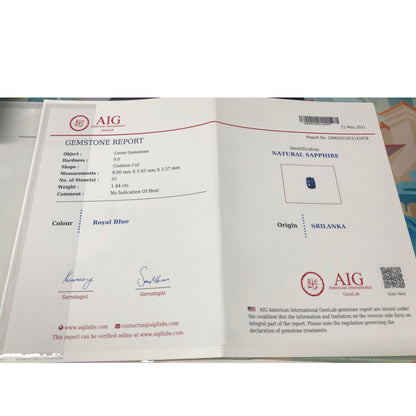 AIG
American International
GemLab
GEMSTONE REPORT
Object : Loose Gemstone
Hardness : 9.0
Shape : Cushion Cut
Measurements : 8.00 mm X 5.65 mm X 3.57 mm
No. of Stone(s) : 01
Weight : 1.44 cts.
Comment : No Indication Of Heat
Colour Royal Blue
Gemologist Gemologist
www.aigllabs.com contactus@aigllabs.com
This report can be verified online at www.aigllabs.com
12 May 2021
Report No.
Identification
NATURAL SAPPHIRE
Origin SRILANKA
AIG
American International
GemLab
Scan Here
AIG American International GemLab gemstone report are issued under
the condition that the information and limitation on the reverse side form an
integral part of the report. Please note the regulation governing the
declaration of gemstone treatments